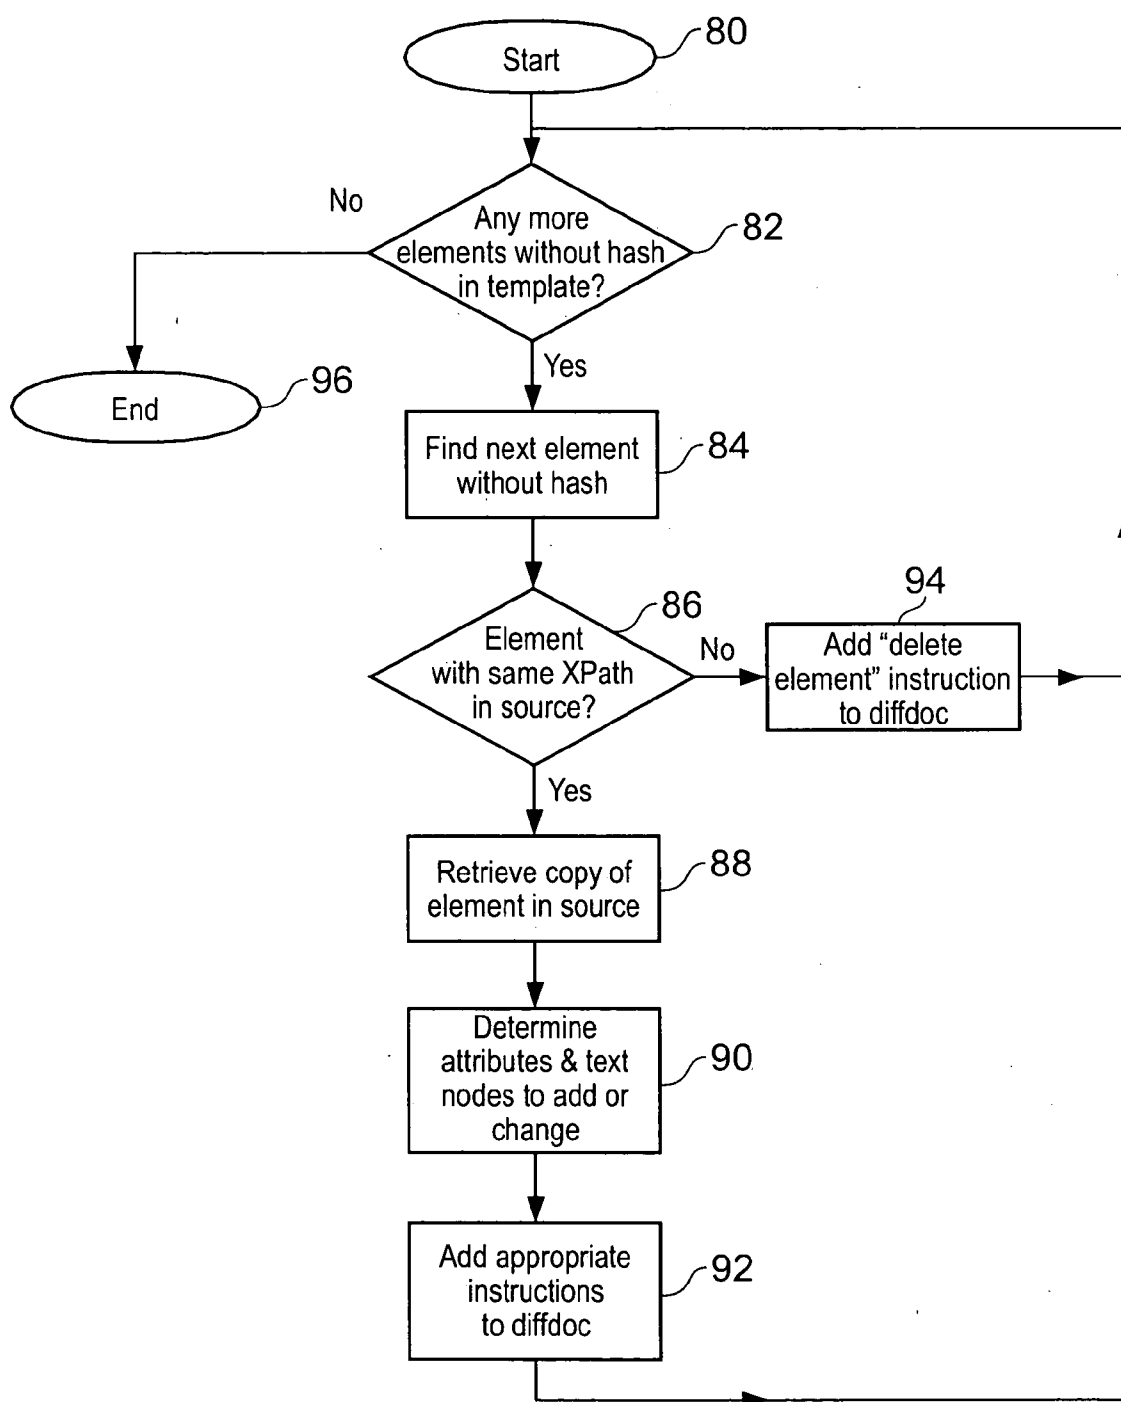 80
Start
No
Any more
elements without hash
in template?
82
Yes
96
End
Find next element
without hash
84
86
Element
with same XPath
in source?
No
94
Add “delete
element” instruction
to diffdoc
Yes
Retrieve copy of
element in source
88
Determine
attributes & text
nodes to add or
change
90
Add appropriate
instructions
to diffdoc
92